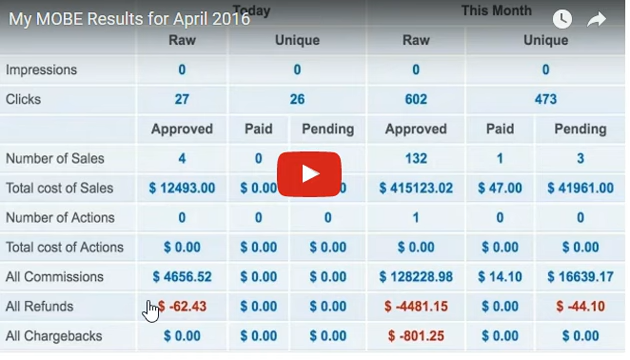 My MOBE Results for April 2016
Today This Month
Raw Unique Raw Unique
Impressions 0 0 0 0
Clicks 27 26 602 473
Approved Paid Pending Approved Paid Pending
Number of Sales 4 0 132 1 3
Total cost of Sales $ 12493.00 $ 0.00 0 $ 415123.02 $ 47.00 $ 41961.00
Number of Actions 0 0 0 1 0 0
Total cost of Actions $ 0.00 $ 0.00 $ 0.00 $ 0.00 $ 0.00 $ 0.00
All Commissions $ 4656.52 $ 0.00 $ 0.00 $ 128228.98 $ 14.10 $ 16639.17
All Refunds $ -62.43 $ 0.00 $ 0.00 $ -4481.15 $ 0.00 $ -44.10
All Chargebacks $ 0.00 $ 0.00 $ 0.00 $ -801.25 $ 0.00 $ 0.00